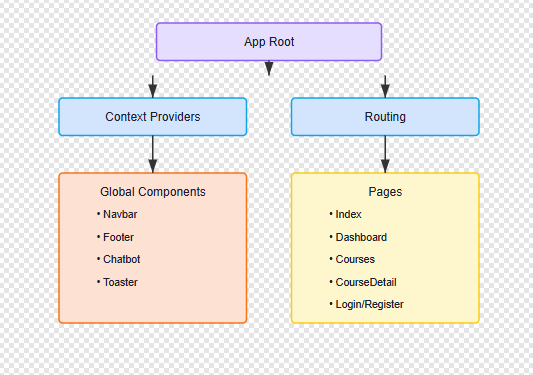 App Root
Context Providers
Routing
Global Components
• Navbar
• Footer
• Chatbot
• Toaster
Pages
• Index
• Dashboard
• Courses
• CourseDetail
• Login/Register